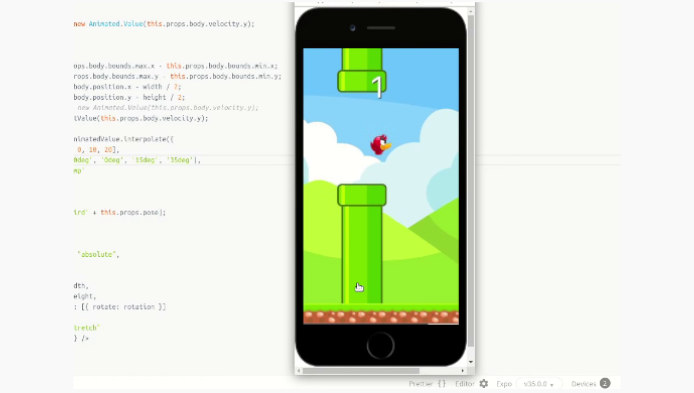 new Animated.Value(this.props.body.velocity.y);
ops.body.bounds.max.x - this.props.body.bounds.min.x;
rops.body.bounds.max.y - this.props.body.bounds.min.y;
body.position.x - width / 2;
body.position.y - height / 2;
new Animated.Value(this.props.body.velocity.y);
tValue(this.props.body.velocity.y);
nimatedValue.interpolate({
0, 10, 20],
0deg', '0deg', '15deg', '35deg'],
mp'
ird' + this.props.pose];
"absolute",
dth,
eight,
: [{ rotate: rotation }]
tretch'
} />
1
Prettier {} Editor Expo v35.0.0 Devices 2